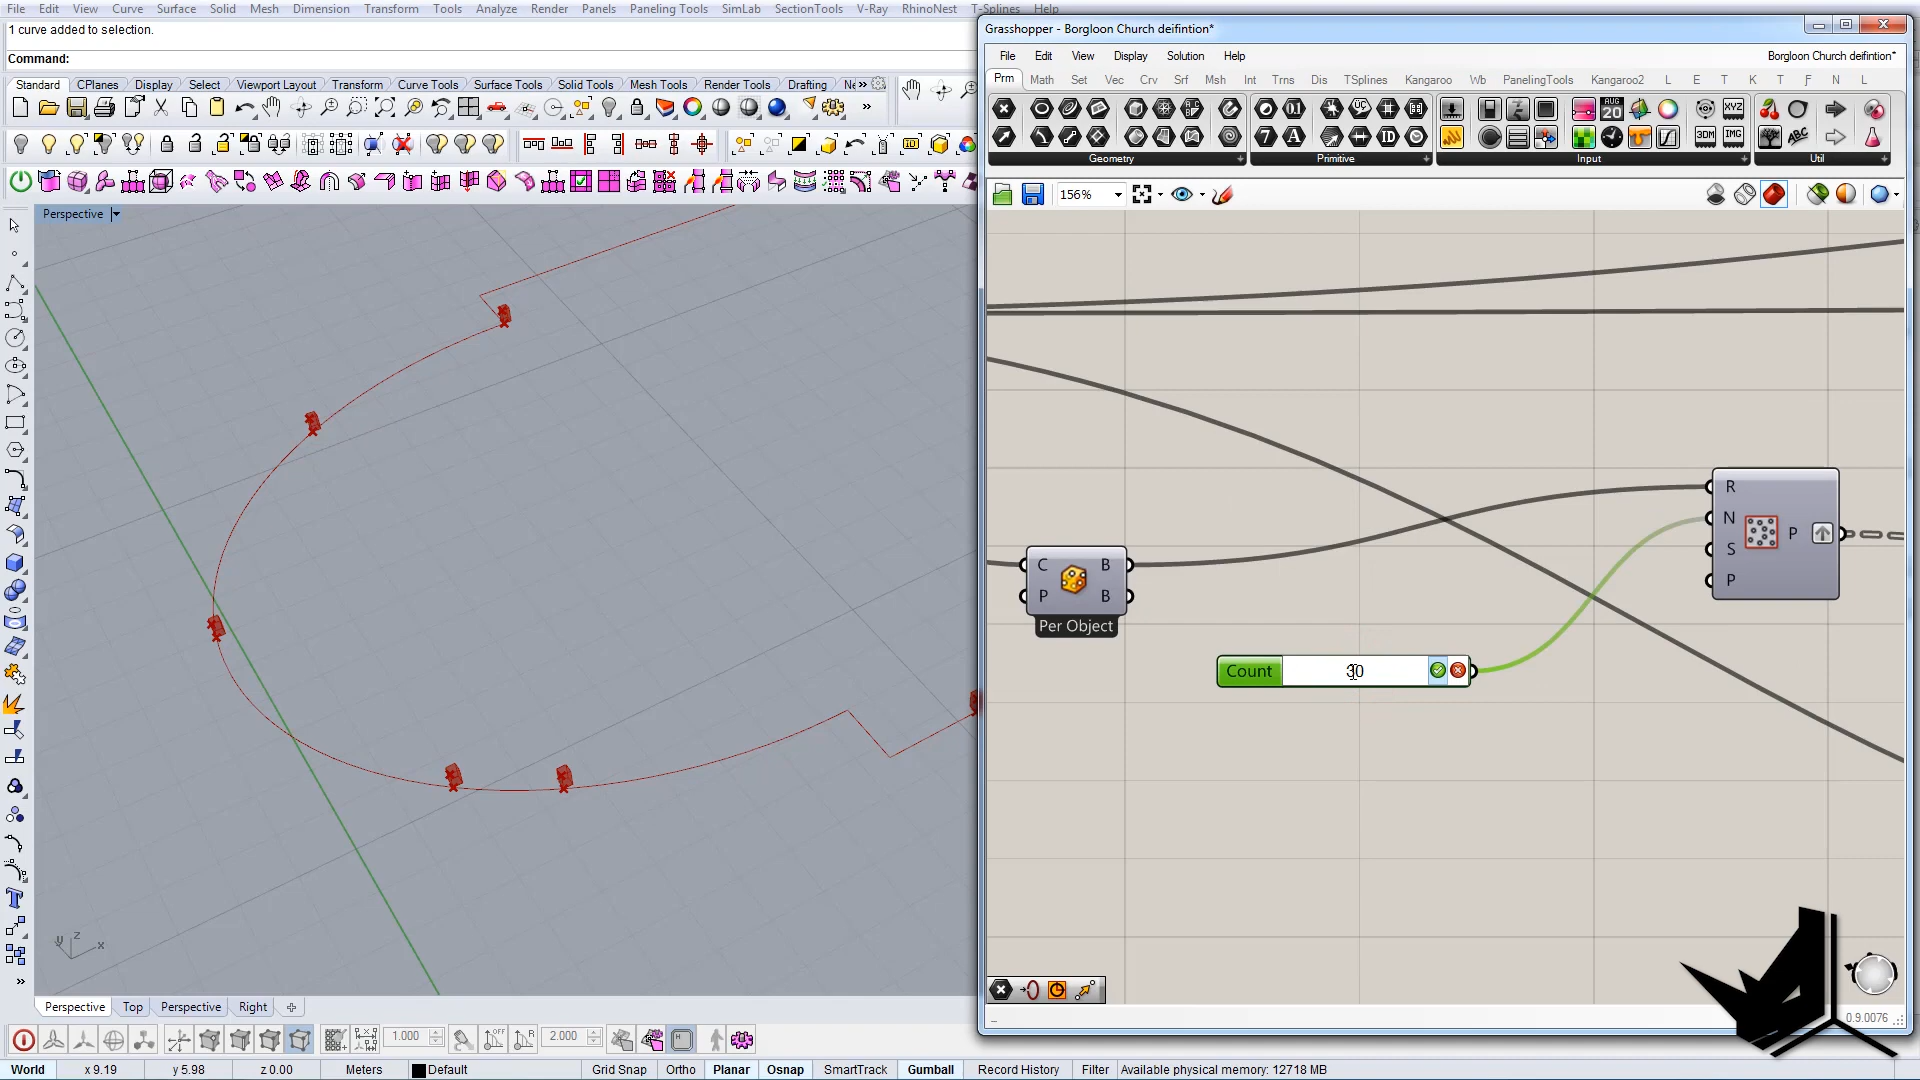 File Edit View Curve Surface Solid Mesh Dimension Transform Tools Analyze Render Panels Paneling Tools SimLab SectionTools V-Ray RhinoNest T-Splines Help
1 curve added to selection.
Command:
Standard CPlanes Display Select Viewport Layout Transform Curve Tools Surface Tools Solid Tools Mesh Tools Render Tools Drafting
Perspective
y z x
Perspective Top Perspective Right
1.000 2.000
World x 9.19 y 5.98 z 0.00 Meters Default Grid Snap Ortho Planar Osnap SmartTrack Gumball Record History Filter Available physical memory: 12718 MB
Grasshopper - Borgloon Church deifintion*
File Edit View Display Solution Help Borgloon Church deifintion*
Prm Math Set Vec Crv Srf Msh Int Trns Dis TSplines Kangaroo Wb PanelingTools Kangaroo2 L E T K T F N L
Geometry Primitive Input Util
156%
R
N
S P
P
C B
P B
Per Object
Count 30
0.9.0076